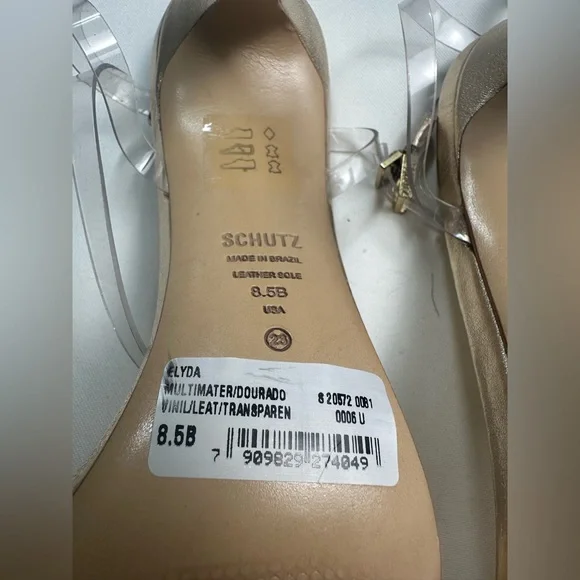 SCHUTZ
MADE IN BRAZIL
LEATHER SOLE
8.5B
USA
23
ELYDA
MULTIMATER/DOURADO S 20572 0081
VINIL/LEAT/TRANSPAREN 0006 U
8.5B
7 909829 274049